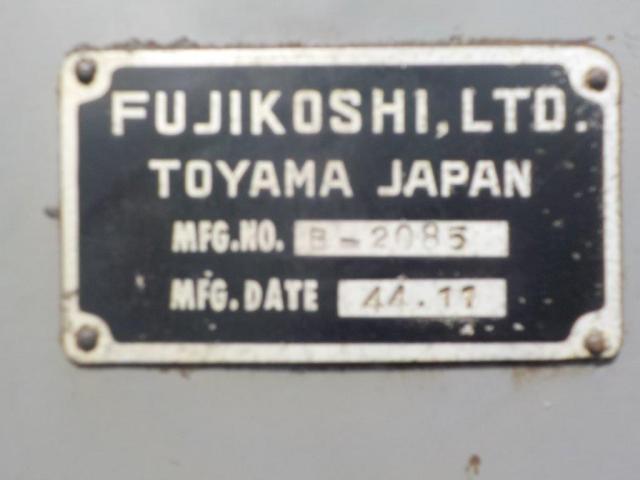 FUJIKOSHI, LTD.
TOYAMA JAPAN
MFG.NO. B-2085
MFG.DATE 44.11